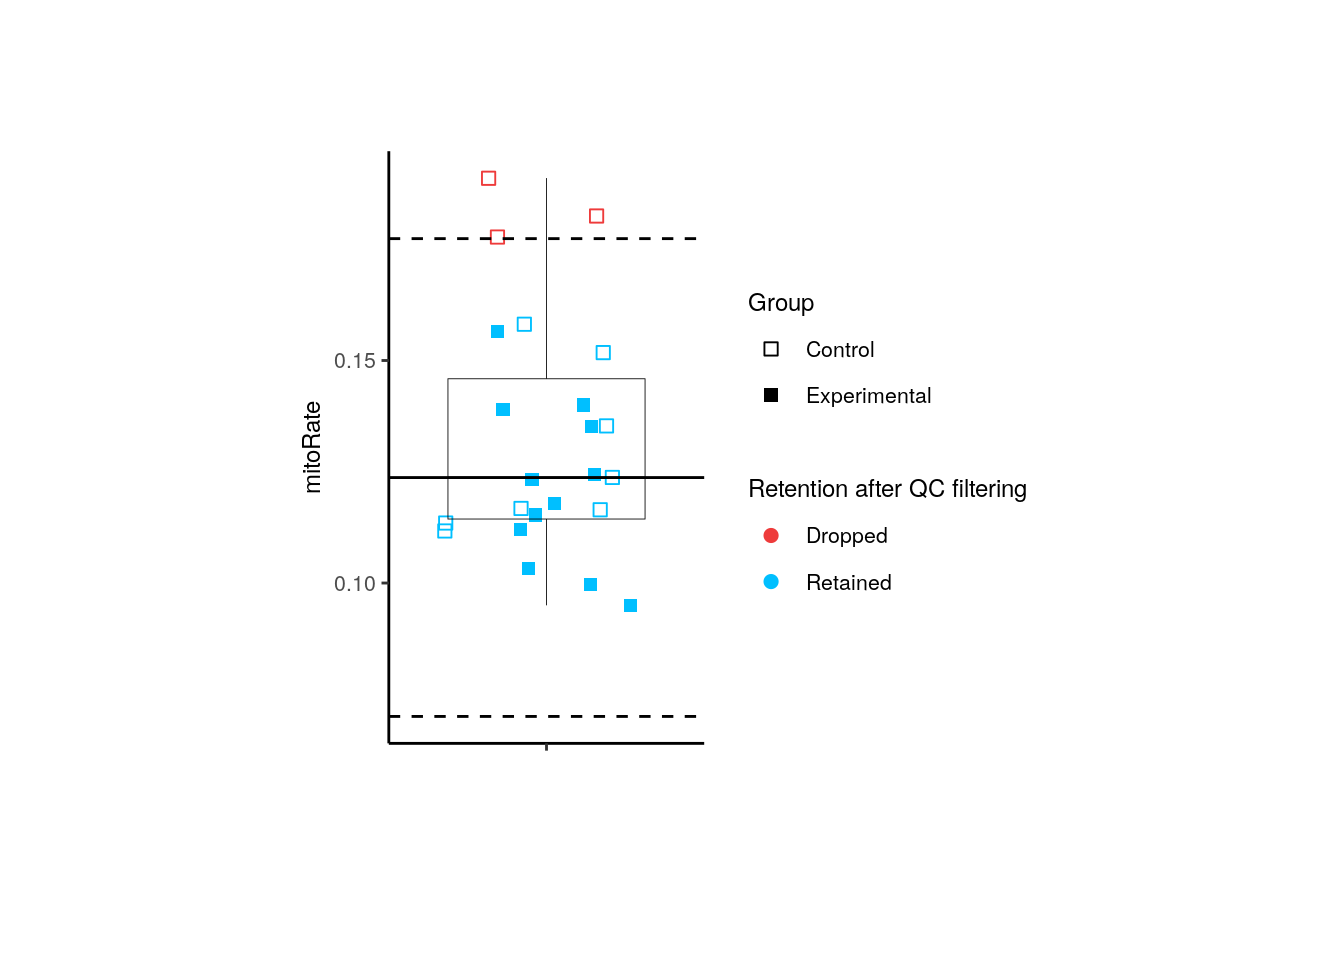 mitoRate
0.15
0.10
Group
Control
Experimental
Retention after QC filtering
Dropped
Retained